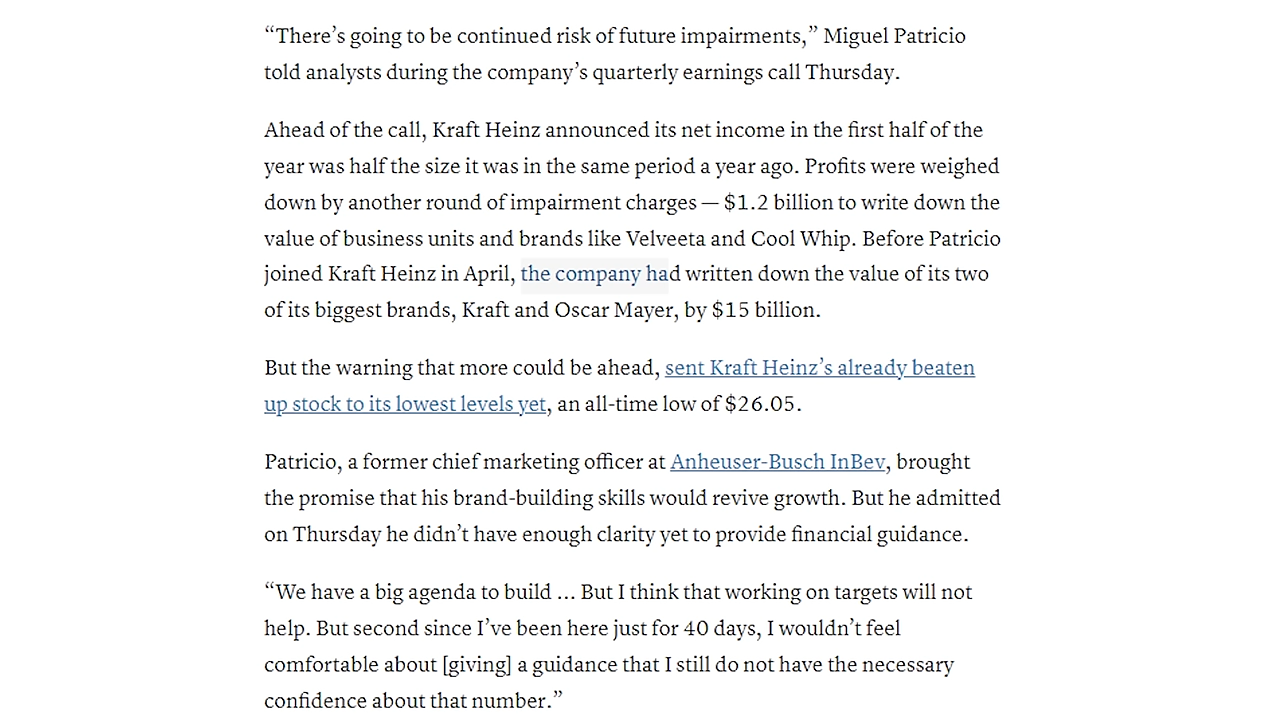 “There’s going to be continued risk of future impairments,” Miguel Patricio
told analysts during the company’s quarterly earnings call Thursday.
Ahead of the call, Kraft Heinz announced its net income in the first half of the
year was half the size it was in the same period a year ago. Profits were weighed
down by another round of impairment charges — $1.2 billion to write down the
value of business units and brands like Velveeta and Cool Whip. Before Patricio
joined Kraft Heinz in April, the company had written down the value of its two
of its biggest brands, Kraft and Oscar Mayer, by $15 billion.
But the warning that more could be ahead, sent Kraft Heinz’s already beaten
up stock to its lowest levels yet, an all-time low of $26.05.
Patricio, a former chief marketing officer at Anheuser-Busch InBev, brought
the promise that his brand-building skills would revive growth. But he admitted
on Thursday he didn’t have enough clarity yet to provide financial guidance.
“We have a big agenda to build … But I think that working on targets will not
help. But second since I’ve been here just for 40 days, I wouldn’t feel
comfortable about [giving] a guidance that I still do not have the necessary
confidence about that number.”